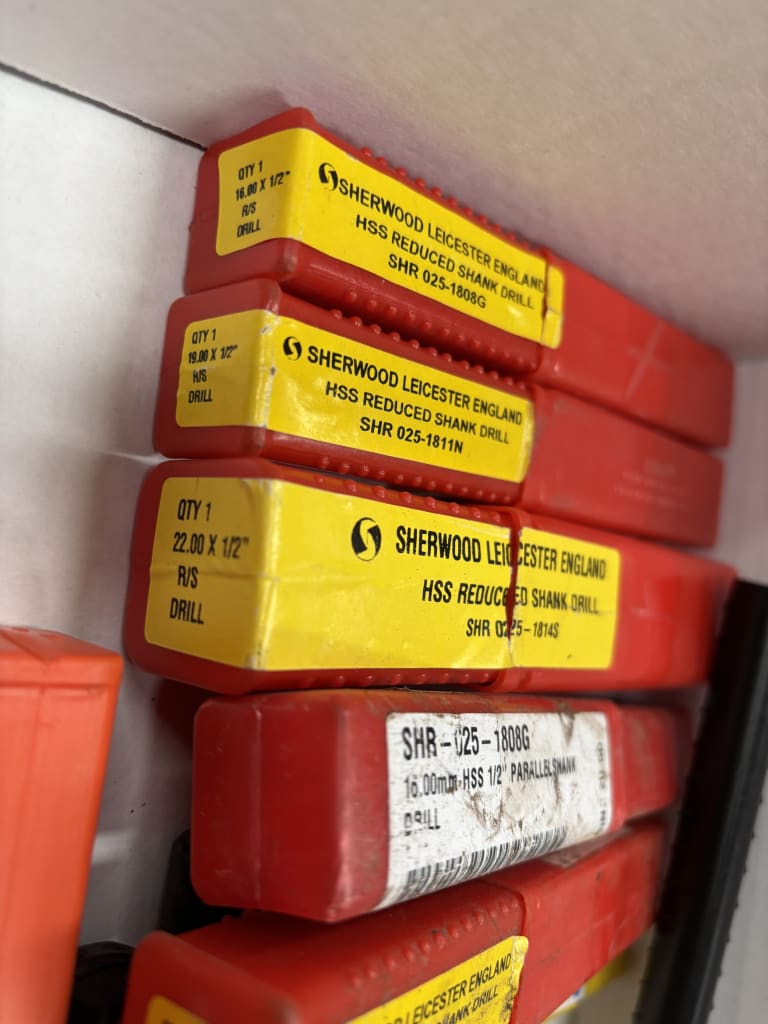 QTY 1
16.00 X 1/2"
R/S
DRILL
SHERWOOD LEICESTER ENGLAND
HSS REDUCED SHANK DRILL
SHR 025-1808G
QTY 1
19.00 X 1/2"
R/S
DRILL
SHERWOOD LEICESTER ENGLAND
HSS REDUCED SHANK DRILL
SHR 025-1811N
QTY 1
22.00 X 1/2"
R/S
DRILL
SHERWOOD LEICESTER ENGLAND
HSS REDUCED SHANK DRILL
SHR 0225-1814S
SHR-025-1808G
16.00mm HSS 1/2" PARALLELSHANK
DRILL
LEICESTER ENGLAND
SHANK DRILL